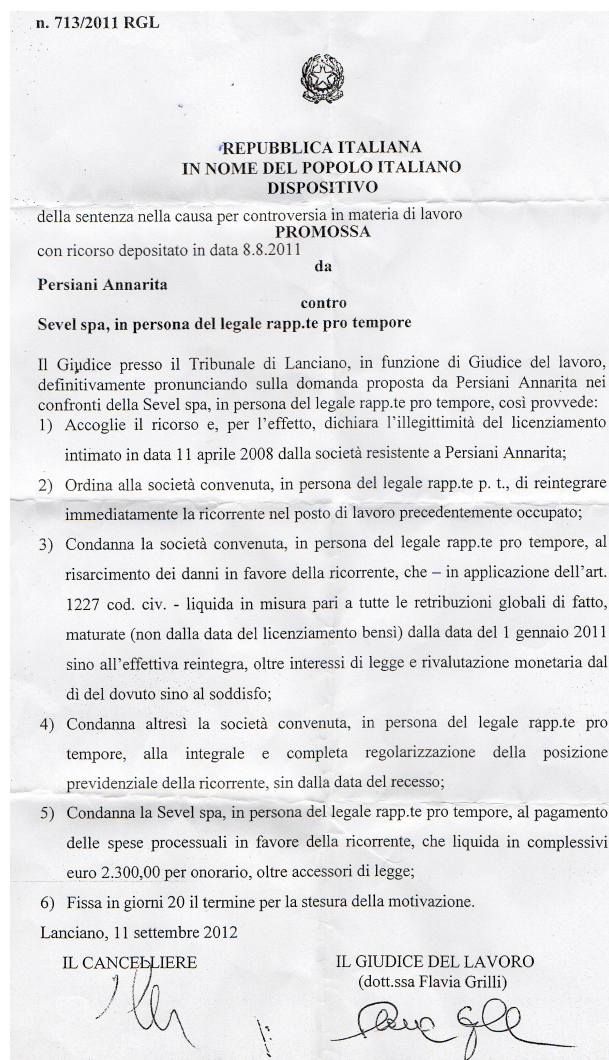 n. 713/2011 RGL
REPUBBLICA ITALIANA
IN NOME DEL POPOLO ITALIANO
DISPOSITIVO
della sentenza nella causa per controversia in materia di lavoro
PROMOSSA
con ricorso depositato in data 8.8.2011
da
Persiani Annarita
contro
Sevel spa, in persona del legale rapp.te pro tempore
Il Giudice presso il Tribunale di Lanciano, in funzione di Giudice del lavoro,
definitivamente pronunciando sulla domanda proposta da Persiani Annarita nei
confronti della Sevel spa, in persona del legale rapp.te pro tempore, così provvede:
1) Accoglie il ricorso e, per l'effetto, dichiara l'illegittimità del licenziamento
intimato in data 11 aprile 2008 dalla società resistente a Persiani Annarita;
2) Ordina alla società convenuta, in persona del legale rapp.te p. t., di reintegrare
immediatamente la ricorrente nel posto di lavoro precedentemente occupato;
3) Condanna la società convenuta, in persona del legale rapp.te pro tempore, al
risarcimento dei danni in favore della ricorrente, che – in applicazione dell'art.
1227 cod. civ. - liquida in misura pari a tutte le retribuzioni globali di fatto,
maturate (non dalla data del licenziamento bensì) dalla data del 1 gennaio 2011
sino all'effettiva reintegra, oltre interessi di legge e rivalutazione monetaria dal
dì del dovuto sino al soddisfo;
4) Condanna altresì la società convenuta, in persona del legale rapp.te pro
tempore, alla integrale e completa regolarizzazione della posizione
previdenziale della ricorrente, sin dalla data del recesso;
5) Condanna la Sevel spa, in persona del legale rapp.te pro tempore, al pagamento
delle spese processuali in favore della ricorrente, che liquida in complessivi
euro 2.300,00 per onorario, oltre accessori di legge;
6) Fissa in giorni 20 il termine per la stesura della motivazione.
Lanciano, 11 settembre 2012
IL CANCELLIERE
IL GIUDICE DEL LAVORO
(dott.ssa Flavia Grilli)